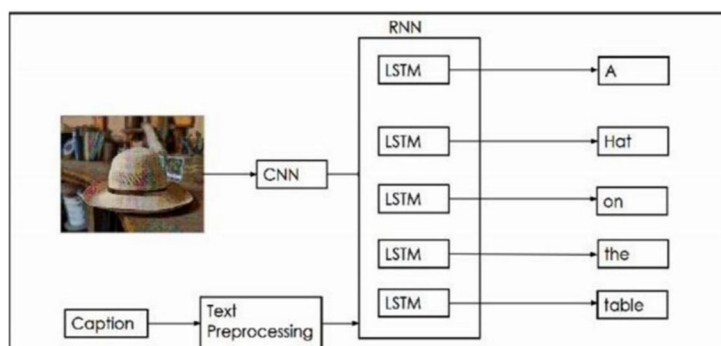 RNN
LSTM
A
LSTM
Hat
CNN
LSTM
on
LSTM
the
LSTM
table
Caption
Text
Preprocessing